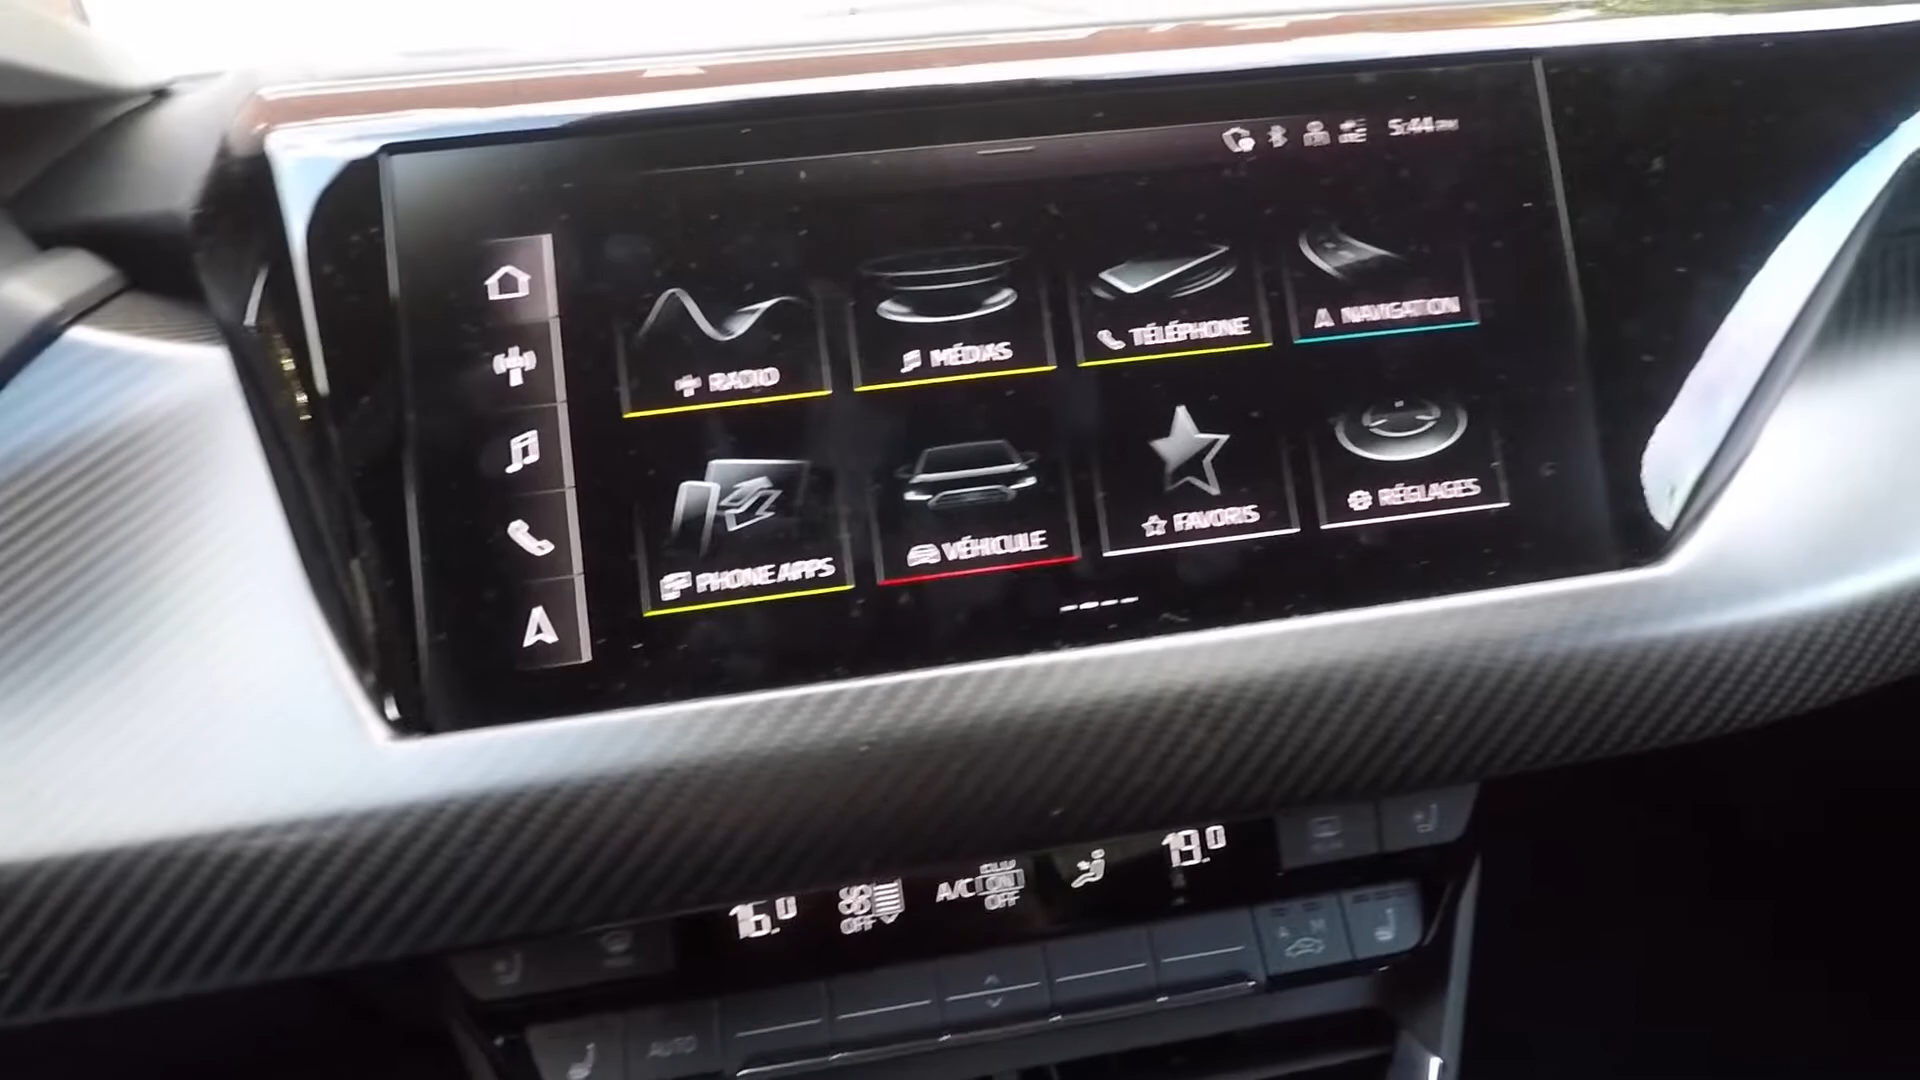 5:44 PM
RADIO
MÉDIAS
TÉLÉPHONE
NAVIGATION
PHONE APPS
VÉHICULE
FAVORIS
RÉGLAGES
16.0
OFF
A/C ON
OFF
19.0
A M
AUTO